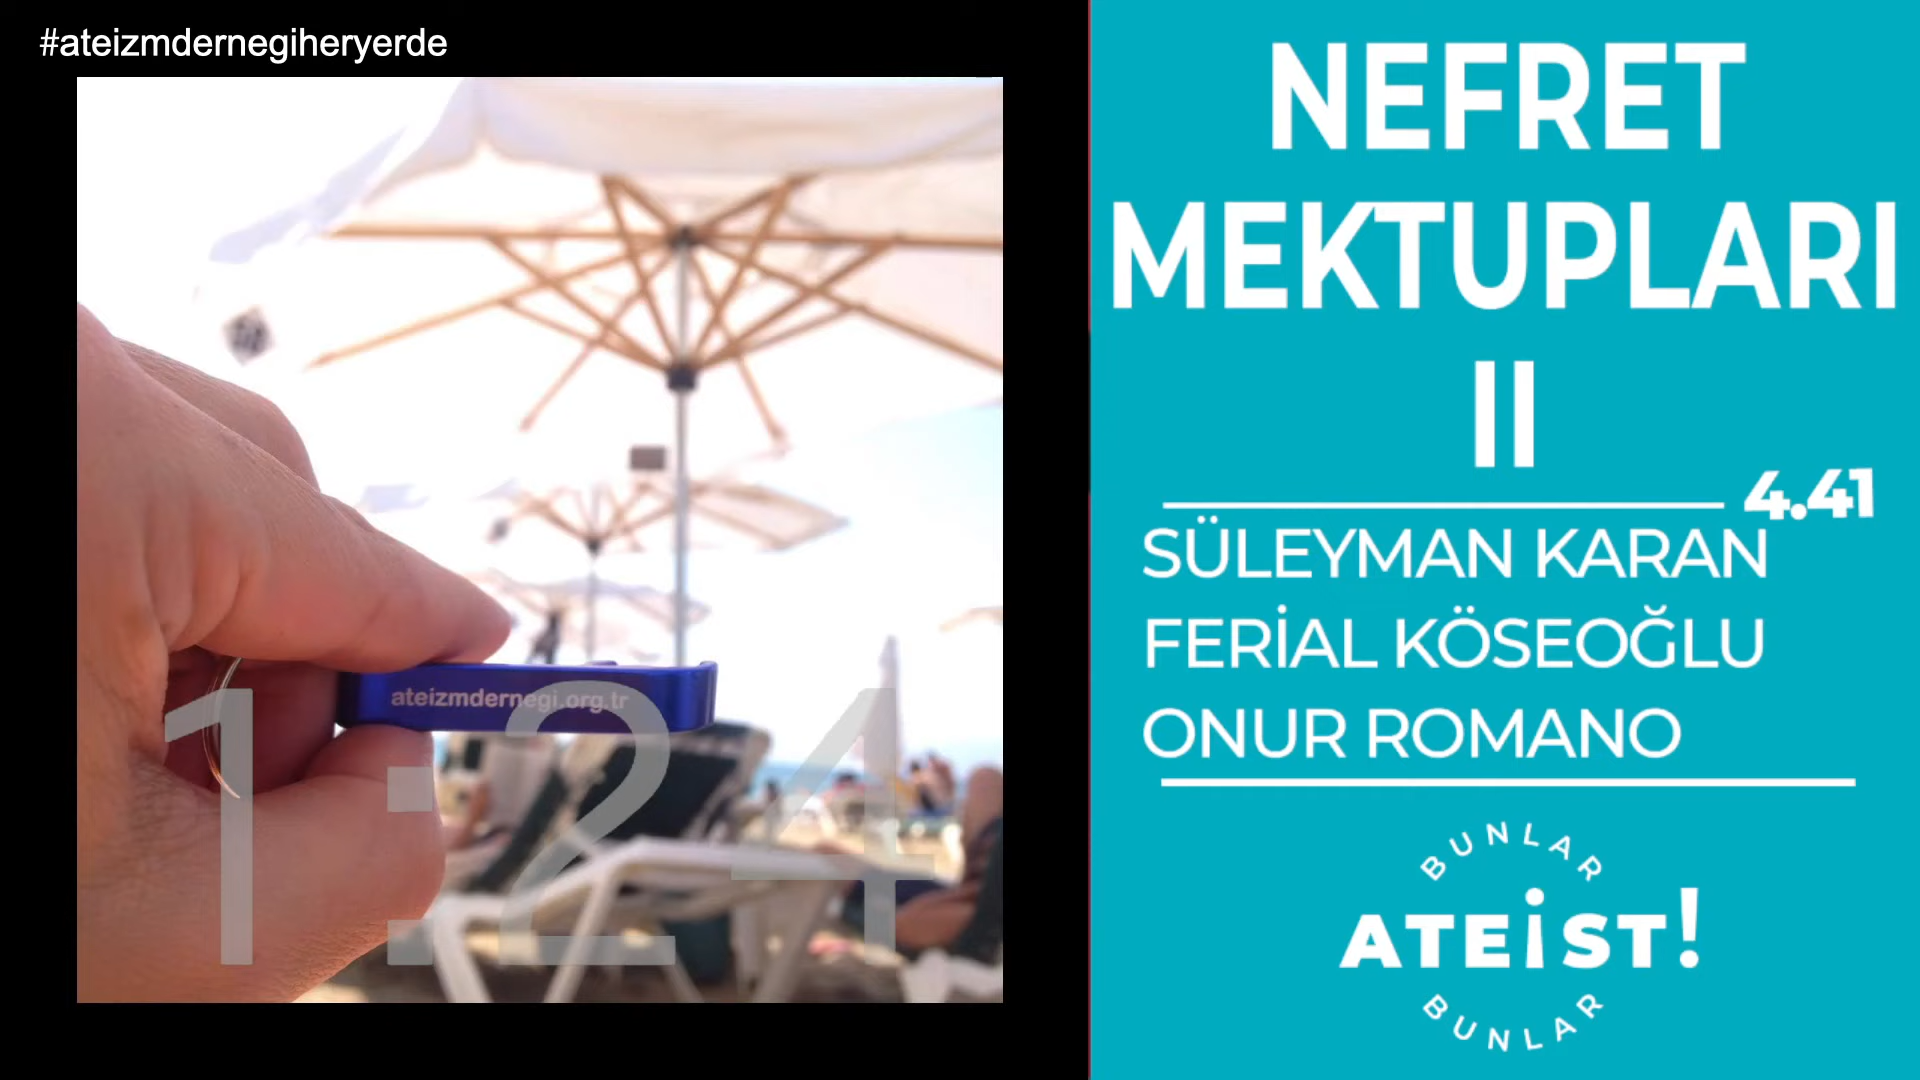 #ateizmdernegiheryerde
ateizmdernegi.org.tr
1:24
NEFRET
MEKTUPLARI
II
4.41
SÜLEYMAN KARAN
FERİAL KÖSEOĞLU
ONUR ROMANO
BUNLAR
ATEİST!
BUNLAR